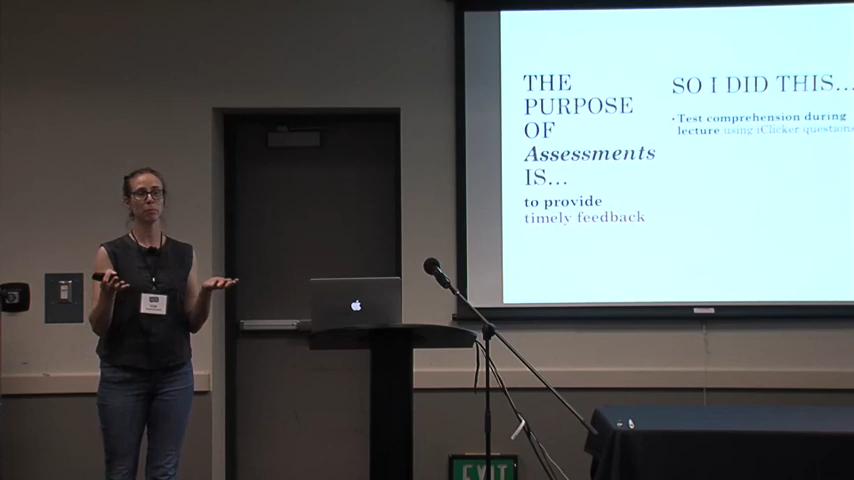 THE
PURPOSE
OF
Assessments
IS...
to provide
timely feedback
SO I DID THIS...
• Test comprehension during
lecture using iClicker questions
EXIT